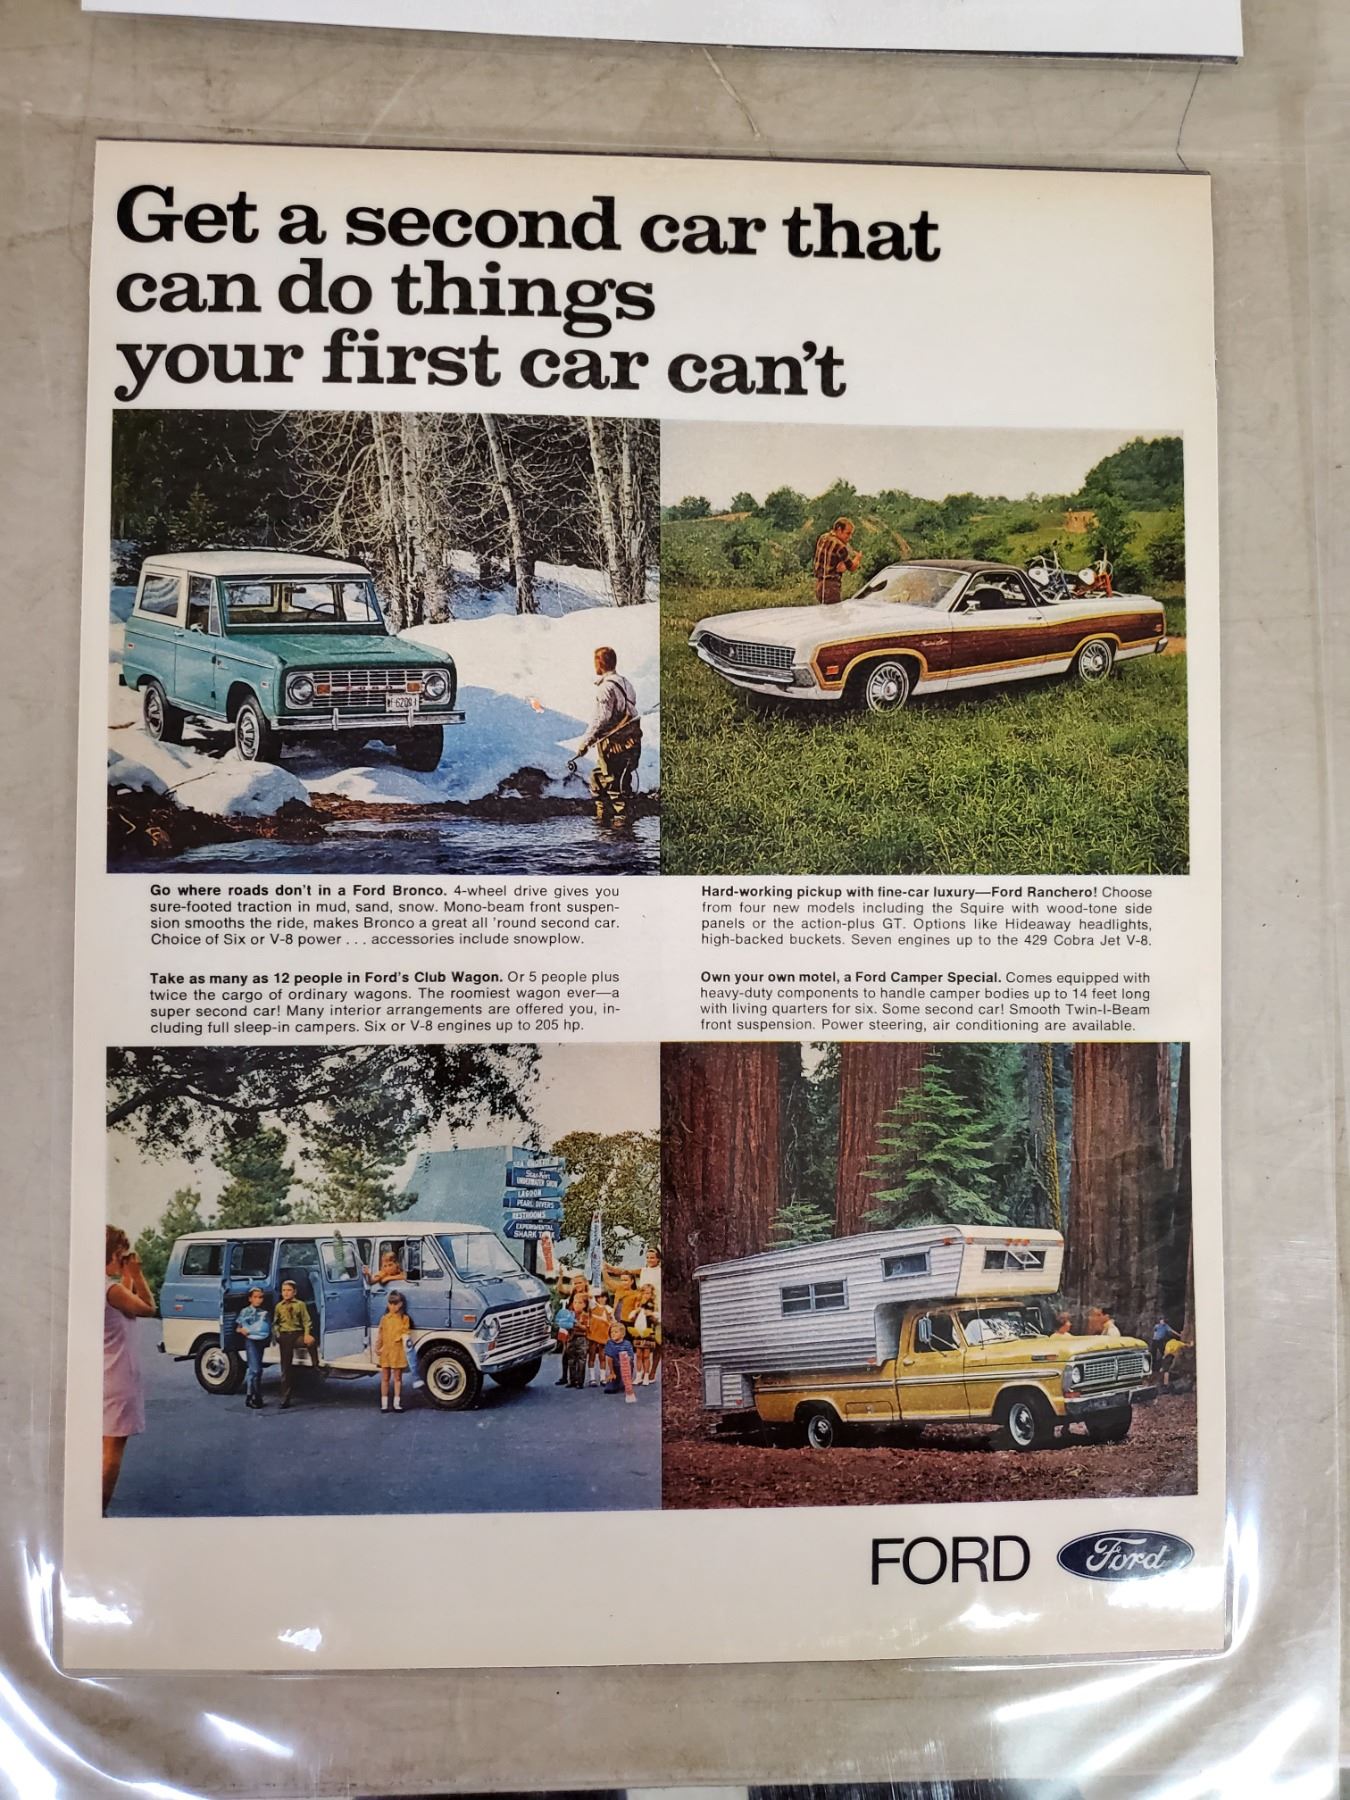 Get a second car that
can do things
your first car can't
Go where roads don't in a Ford Bronco. 4-wheel drive gives you
sure-footed traction in mud, sand, snow. Mono-beam front suspen-
sion smooths the ride, makes Bronco a great all 'round second car.
Choice of Six or V-8 power . . . accessories include snowplow.
Hard-working pickup with fine-car luxury—Ford Ranchero! Choose
from four new models including the Squire with wood-tone side
panels or the action-plus GT. Options like Hideaway headlights,
high-backed buckets. Seven engines up to the 429 Cobra Jet V-8.
Take as many as 12 people in Ford's Club Wagon. Or 5 people plus
twice the cargo of ordinary wagons. The roomiest wagon ever—a
super second car! Many interior arrangements are offered you, in-
cluding full sleep-in campers. Six or V-8 engines up to 205 hp.
Own your own motel, a Ford Camper Special. Comes equipped with
heavy-duty components to handle camper bodies up to 14 feet long
with living quarters for six. Some second car! Smooth Twin-I-Beam
front suspension. Power steering, air conditioning are available.
UNDERWATER SHOW
LAGOON
PEARL DIVERS
RESTROOMS
EXPERIMENTAL
SHARK
FORD
Ford